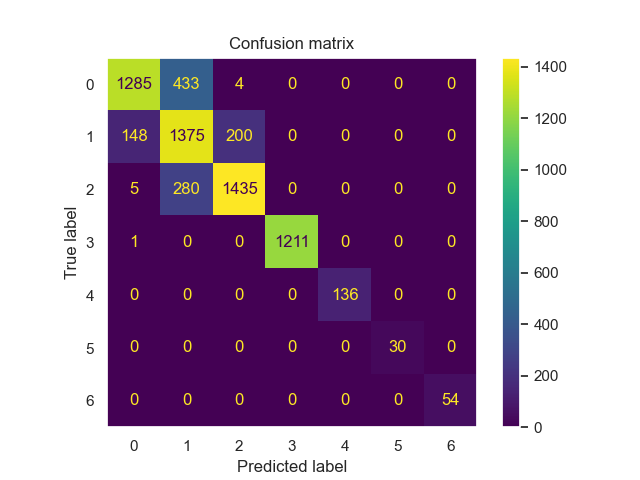 Confusion matrix
0 1285 433 4 0 0 0 0
1 148 1375 200 0 0 0 0
2 5 280 1435 0 0 0 0
3 1 0 0 1211 0 0 0
4 0 0 0 0 136 0 0
5 0 0 0 0 0 30 0
6 0 0 0 0 0 0 54
0 1 2 3 4 5 6
Predicted label
True label
1400
1200
1000
800
600
400
200
0